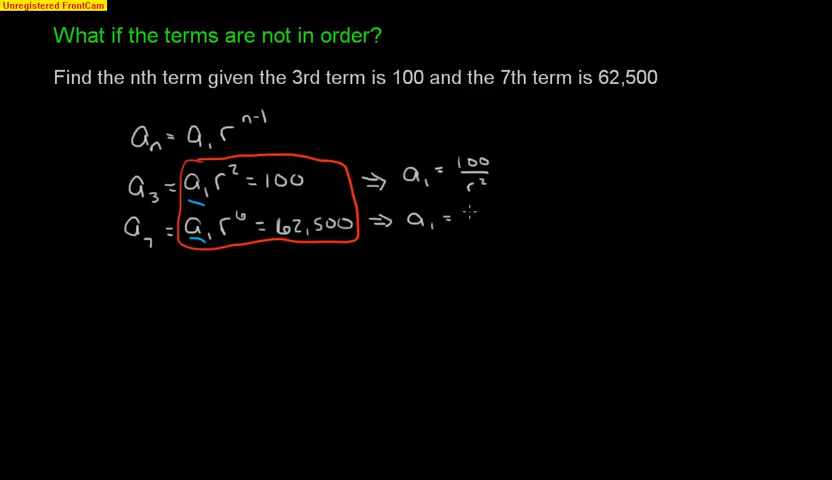 Unregistered FrontCam
What if the terms are not in order?
Find the nth term given the 3rd term is 100 and the 7th term is 62,500
aₙ = a₁ rⁿ⁻¹
a₃ = a₁ r² = 100 ⇒ a₁ = 100/r²
a₇ = a₁ r⁶ = 62,500 ⇒ a₁ =